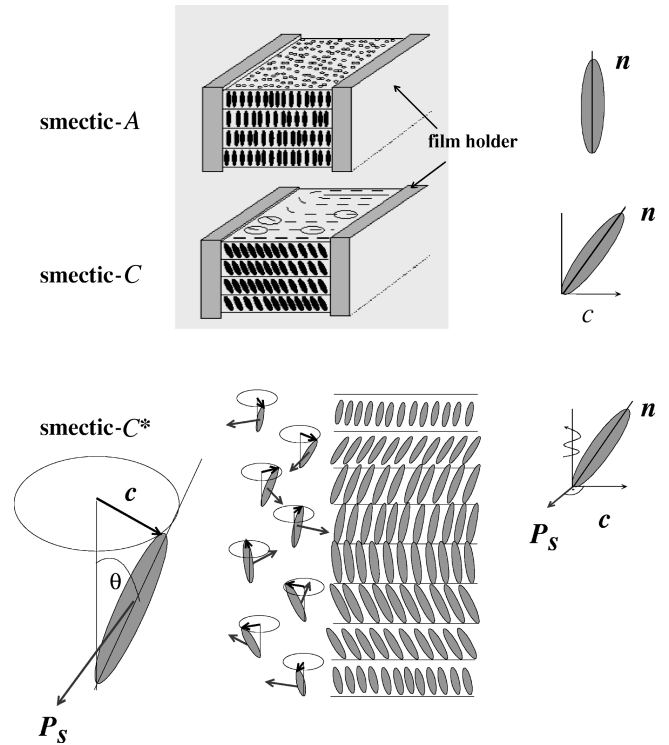 n
smectic-A
film holder
n
smectic-C
c
smectic-C*
n
c
θ
c
P_S
P_S